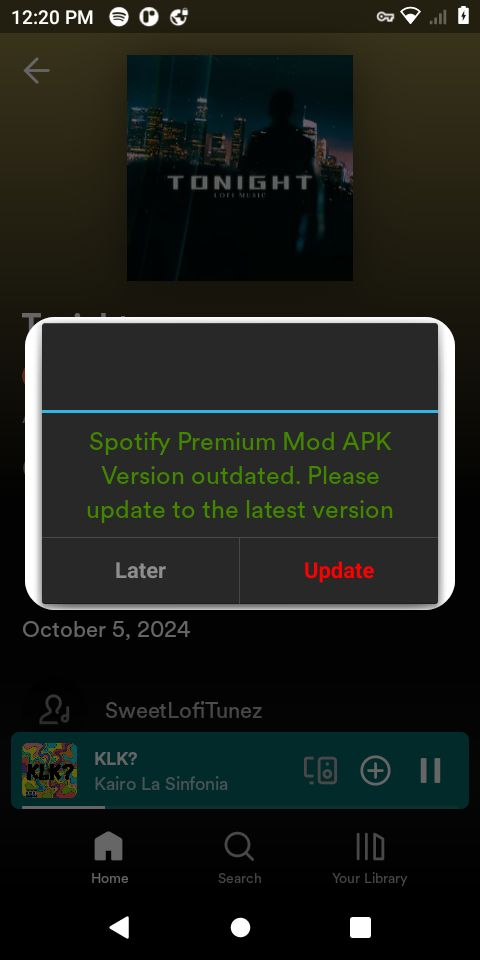 12:20 PM
TONIGHT
LOFI MUSIC
Spotify Premium Mod APK
Version outdated. Please
update to the latest version
Later
Update
October 5, 2024
SweetLofiTunez
KLK?
KLK?
Kairo La Sinfonia
Home
Search
Your Library